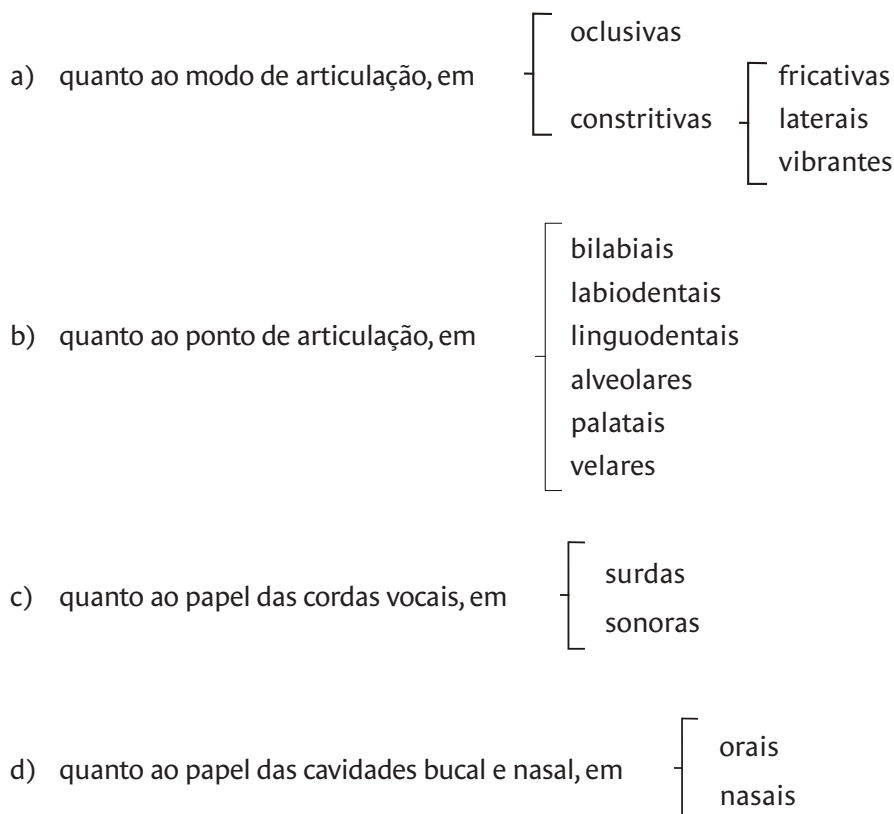 oclusivas
a) quanto ao modo de articulação, em
constritivas
fricativas
laterais
vibrantes
b) quanto ao ponto de articulação, em
bilabiais
labiodentais
linguodentais
alveolares
palatais
velares
c) quanto ao papel das cordas vocais, em
surdas
sonoras
d) quanto ao papel das cavidades bucal e nasal, em
orais
nasais